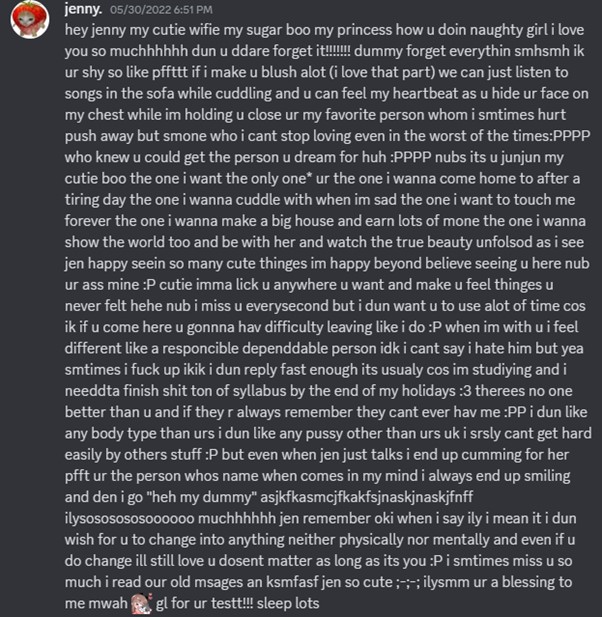 jenny. 05/30/2022 6:51 PM
hey jenny my cutie wifie my sugar boo my princess how u doin naughty girl i love
you so muchhhhhh dun u ddare forget it!!!!!!! dummy forget everythin smhsmh ik
ur shy so like pffttt if i make u blush alot (i love that part) we can just listen to
songs in the sofa while cuddling and u can feel my heartbeat as u hide ur face on
my chest while im holding u close ur my favorite person whom i smtimes hurt
push away but smone who i cant stop loving even in the worst of the times:PPPP
who knew u could get the person u dream for huh :PPPP nubs its u junjun my
cutie boo the one i want the only one* ur the one i wanna come home to after a
tiring day the one i wanna cuddle with when im sad the one i want to touch me
forever the one i wanna make a big house and earn lots of mone the one i wanna
show the world too and be with her and watch the true beauty unfolsod as i see
jen happy seein so many cute thinges im happy beyond believe seeing u here nub
ur ass mine :P cutie imma lick u anywhere u want and make u feel thinges u
never felt hehe nub i miss u everysecond but i dun want u to use alot of time cos
ik if u come here u gonnna hav difficulty leaving like i do :P when im with u i feel
different like a responcible dependdable person idk i cant say i hate him but yea
smtimes i fuck up ikik i dun reply fast enough its usualy cos im studiying and i
needdta finish shit ton of syllabus by the end of my holidays :3 therees no one
better than u and if they r always remember they cant ever hav me :PP i dun like
any body type than urs i dun like any pussy other than urs uk i srsly cant get hard
easily by others stuff :P but even when jen just talks i end up cumming for her
pfft ur the person whos name when comes in my mind i always end up smiling
and den i go "heh my dummy" asjkfkasmcjfkakfsjnaskjnaskjfnff
ilysosososooooooo muchhhhhh jen remember oki when i say ily i mean it i dun
wish for u to change into anything neither physically nor mentally and even if u
do change ill still love u dosent matter as long as its you :P i smtimes miss u so
much i read our old msages an ksmfasf jen so cute ;-;-; ilysmm ur a blessing to
me mwah gl for ur testt!!! sleep lots